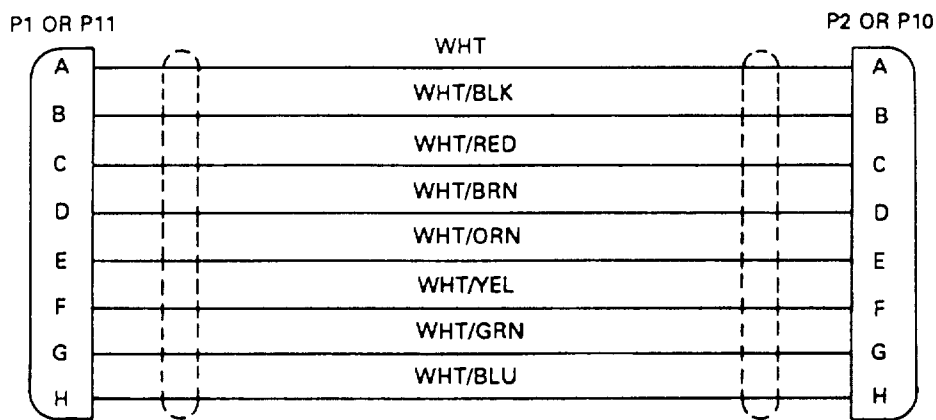 P1 OR P11 P2 OR P10
WHT
A A
WHT/BLK
B B
WHT/RED
C C
WHT/BRN
D D
WHT/ORN
E E
WHT/YEL
F F
WHT/GRN
G G
WHT/BLU
H H